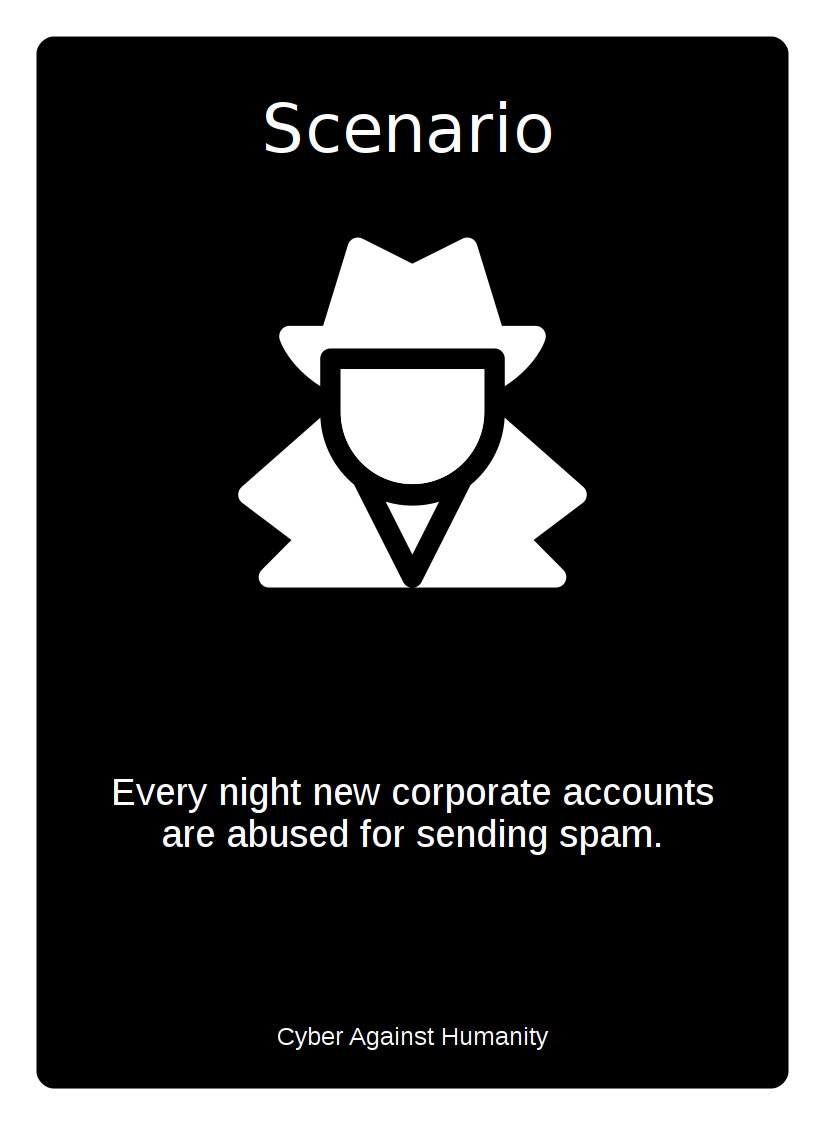 Scenario
Every night new corporate accounts
are abused for sending spam.
Cyber Against Humanity